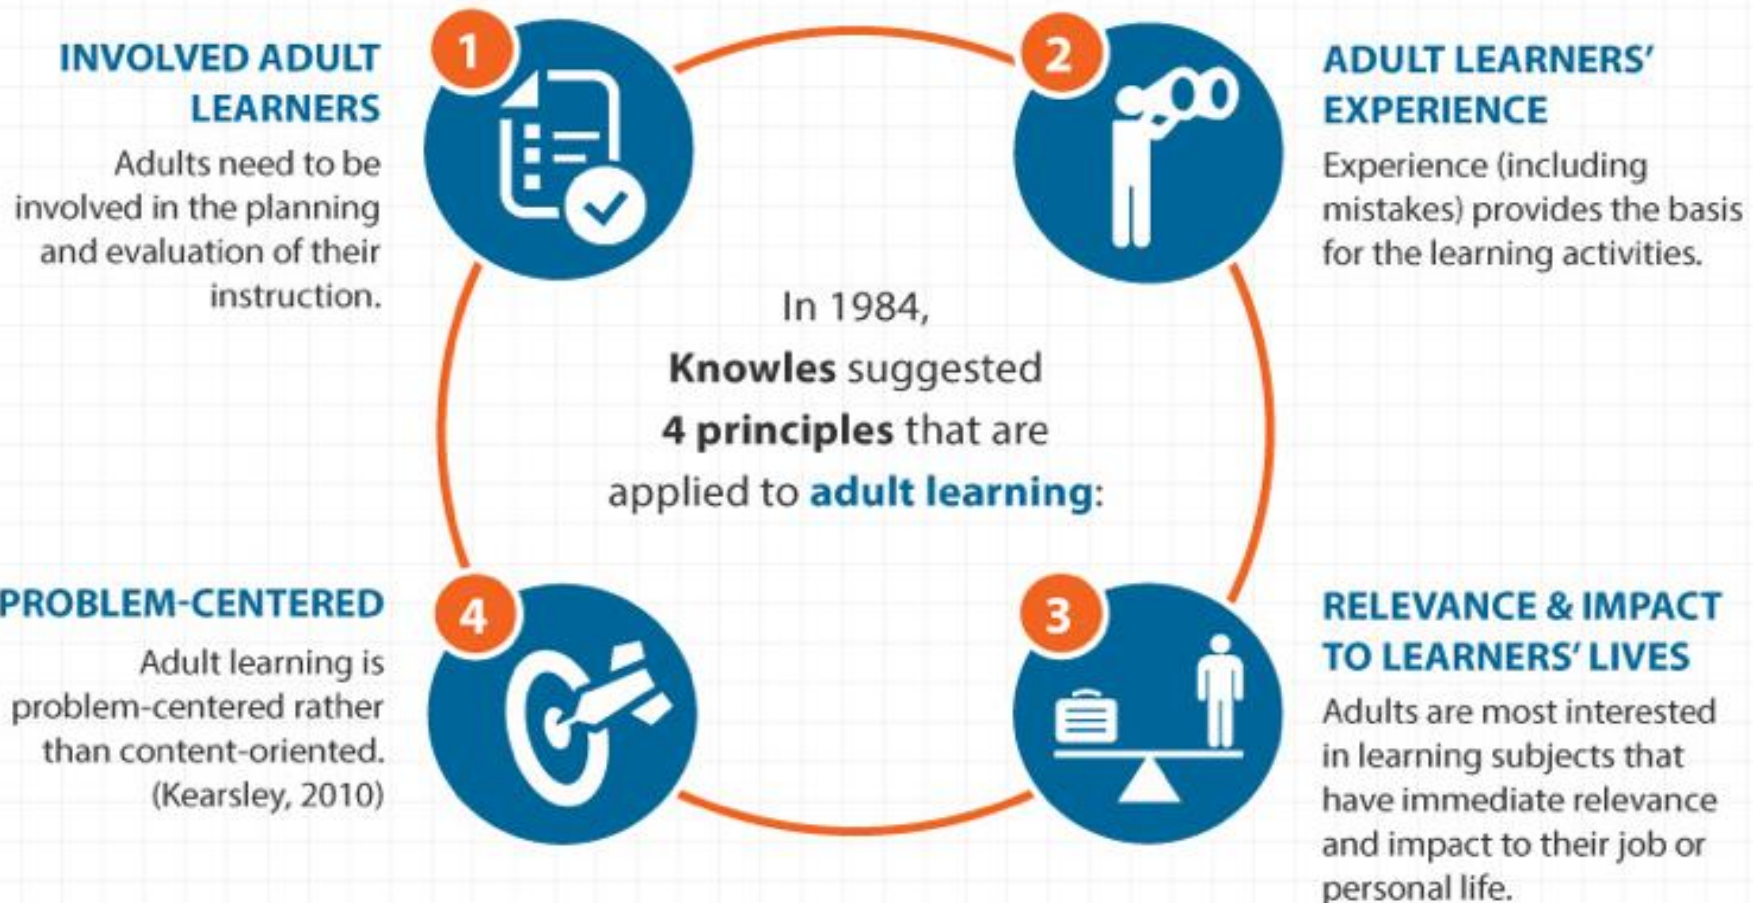 1
INVOLVED ADULT
LEARNERS
Adults need to be
involved in the planning
and evaluation of their
instruction.
2
ADULT LEARNERS’
EXPERIENCE
Experience (including
mistakes) provides the basis
for the learning activities.
In 1984,
Knowles suggested
4 principles that are
applied to adult learning:
3
RELEVANCE & IMPACT
TO LEARNERS’ LIVES
Adults are most interested
in learning subjects that
have immediate relevance
and impact to their job or
personal life.
4
PROBLEM-CENTERED
Adult learning is
problem-centered rather
than content-oriented.
(Kearsley, 2010)